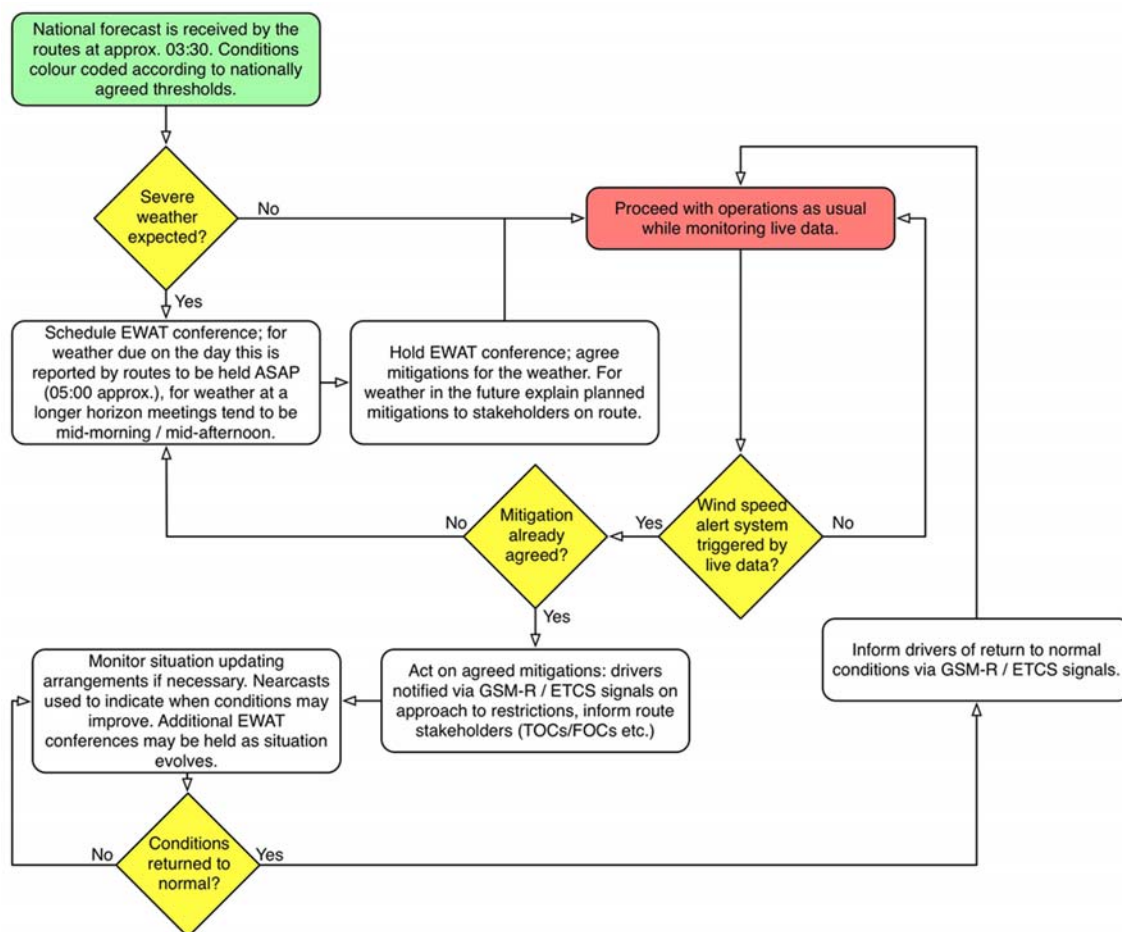 National forecast is received by the
routes at approx. 03:30. Conditions
colour coded according to nationally
agreed thresholds.
Severe
weather
expected?
No
Yes
Proceed with operations as usual
while monitoring live data.
Schedule EWAT conference; for
weather due on the day this is
reported by routes to be held ASAP
(05:00 approx.), for weather at a
longer horizon meetings tend to be
mid-morning / mid-afternoon.
Hold EWAT conference; agree
mitigations for the weather. For
weather in the future explain planned
mitigations to stakeholders on route.
Wind speed
alert system
triggered by
live data?
No
Yes
Mitigation
already
agreed?
No
Yes
Act on agreed mitigations: drivers
notified via GSM-R / ETCS signals on
approach to restrictions, inform route
stakeholders (TOCs/FOCs etc.)
Monitor situation updating
arrangements if necessary. Nearcasts
used to indicate when conditions may
improve. Additional EWAT
conferences may be held as situation
evolves.
Conditions
returned to
normal?
No
Yes
Inform drivers of return to normal
conditions via GSM-R / ETCS signals.